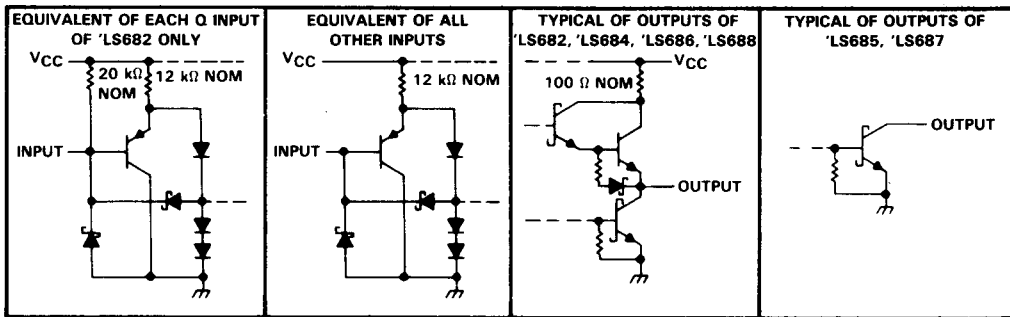 EQUIVALENT OF EACH Q INPUT
OF 'LS682 ONLY
VCC
20 kΩ
NOM
12 kΩ NOM
INPUT
EQUIVALENT OF ALL
OTHER INPUTS
VCC
12 kΩ NOM
INPUT
TYPICAL OF OUTPUTS OF
'LS682, 'LS684, 'LS686, 'LS688
VCC
100 Ω NOM
OUTPUT
TYPICAL OF OUTPUTS OF
'LS685, 'LS687
OUTPUT